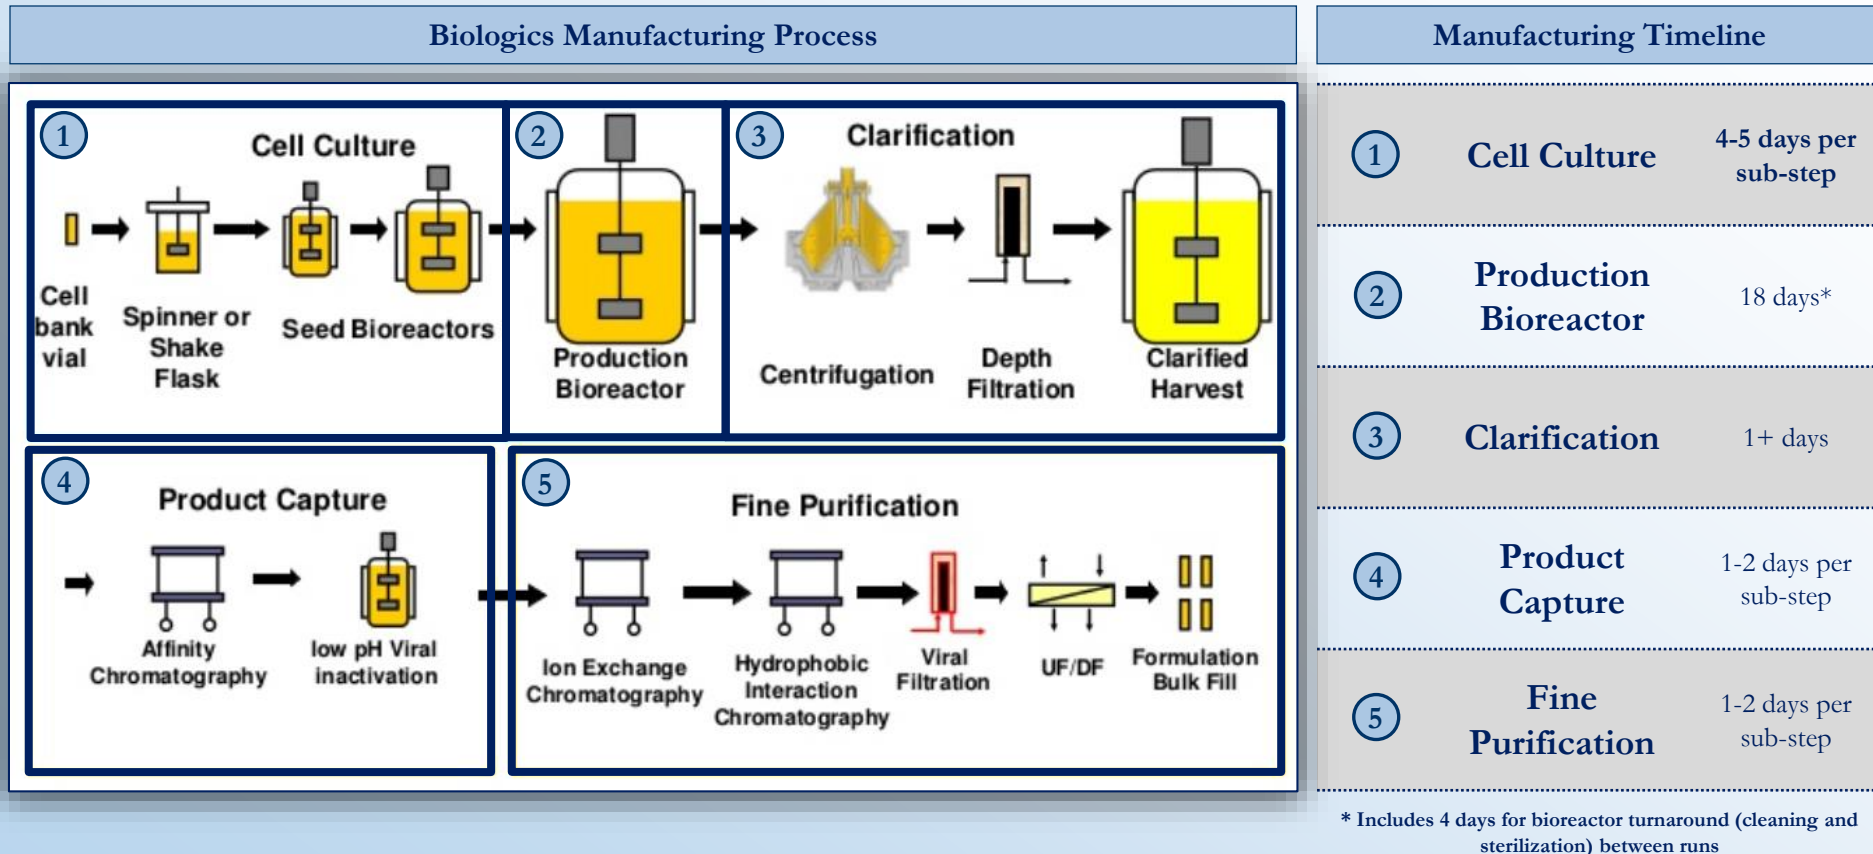 Biologics Manufacturing Process
Manufacturing Timeline
1
Cell Culture
Cell
bank
vial
Spinner or
Shake
Flask
Seed Bioreactors
2
Production
Bioreactor
3
Clarification
Centrifugation
Depth
Filtration
Clarified
Harvest
4
Product Capture
Affinity
Chromatography
low pH Viral
inactivation
5
Fine Purification
Ion Exchange
Chromatography
Hydrophobic
Interaction
Chromatography
Viral
Filtration
UF/DF
Formulation
Bulk Fill
1
Cell Culture
4-5 days per
sub-step
2
Production
Bioreactor
18 days*
3
Clarification
1+ days
4
Product
Capture
1-2 days per
sub-step
5
Fine
Purification
1-2 days per
sub-step
* Includes 4 days for bioreactor turnaround (cleaning and
sterilization) between runs